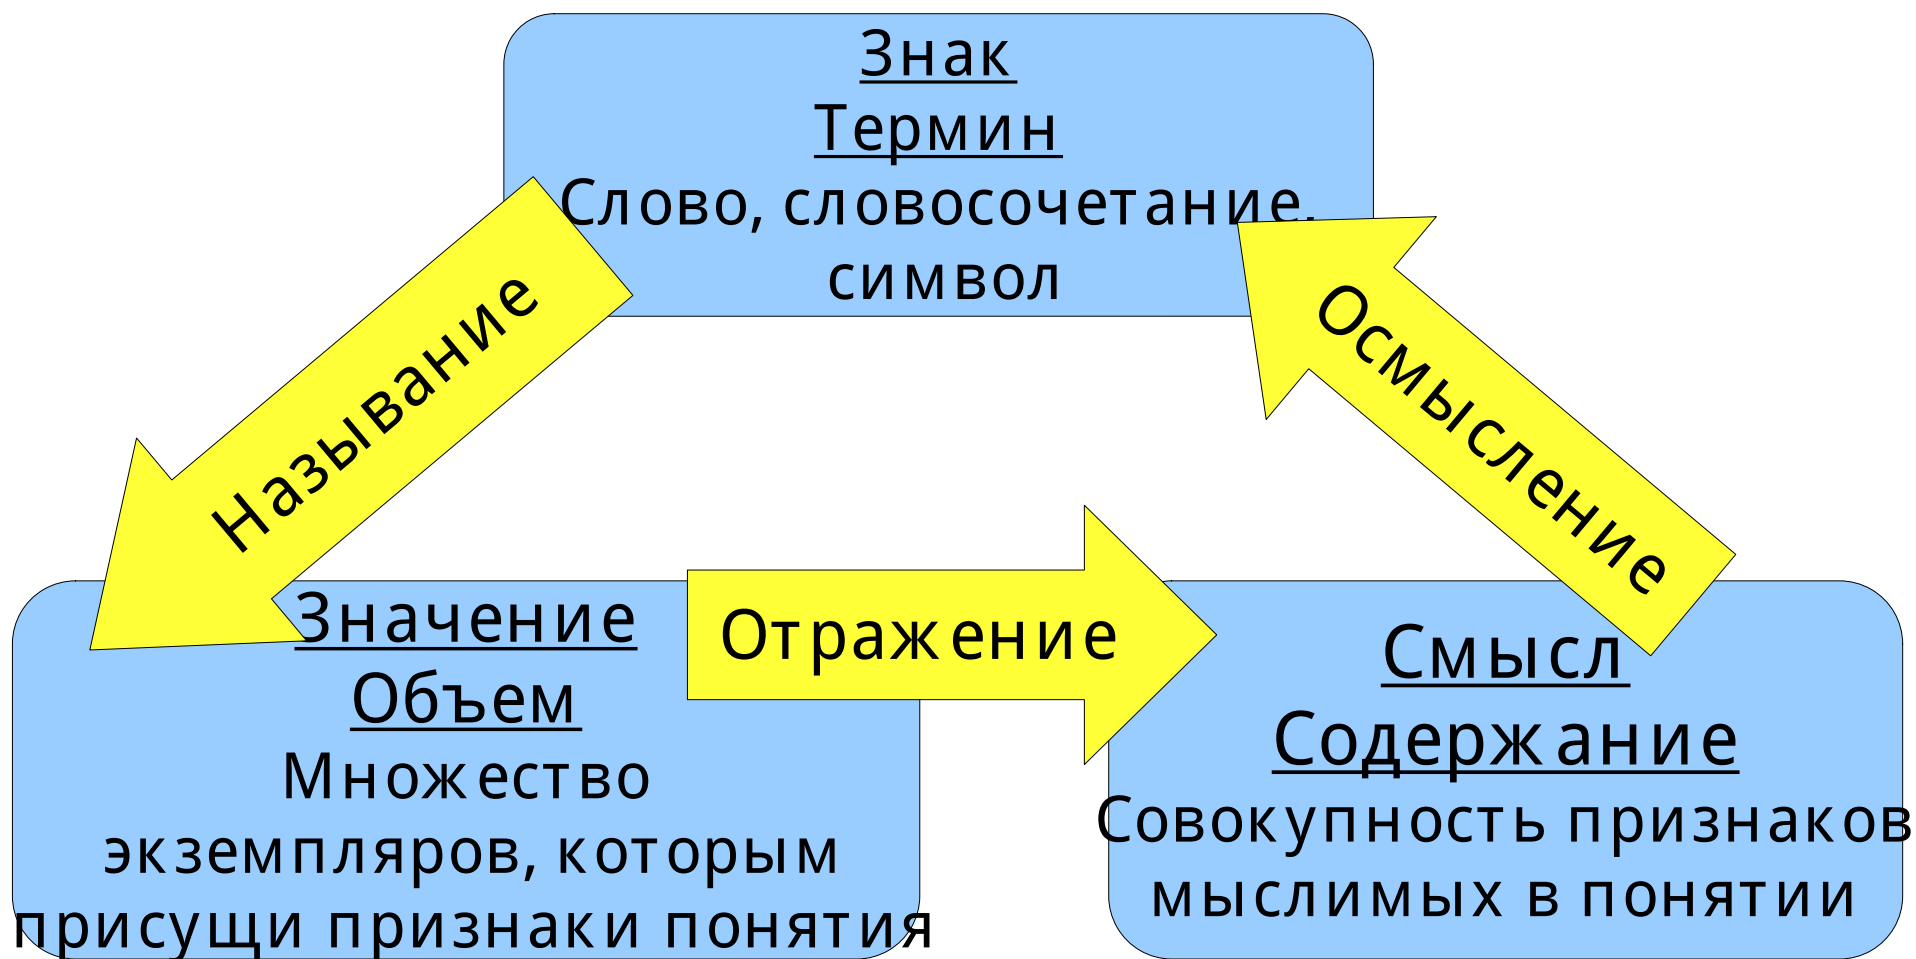 Знак
Термин
Слово, словосочетание,
символ
Называние
Осмысление
Отражение
Значение
Объем
Множество
экземпляров, которым
присущи признаки понятия
Смысл
Содержание
Совокупность признаков
мыслимых в понятии